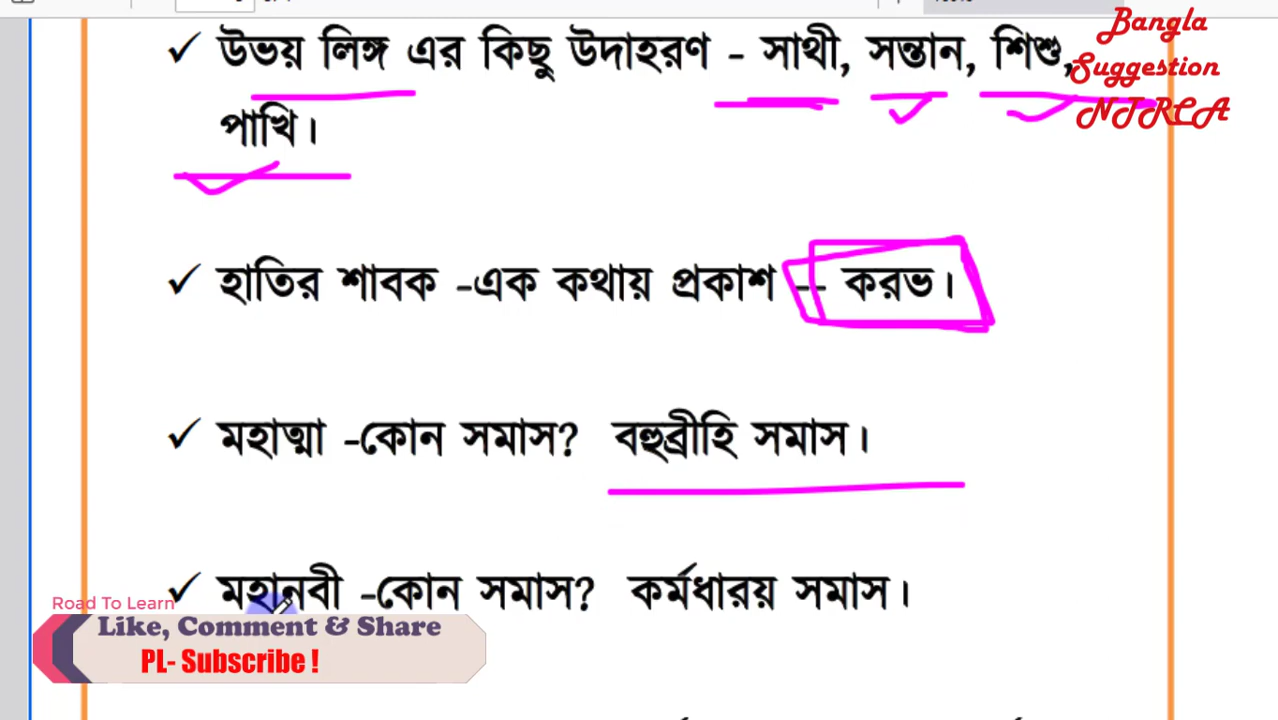 ✓ উভয় লিঙ্গ এর কিছু উদাহরণ - সাথী, সন্তান, শিশু,
পাখি।
✓ হাতির শাবক -এক কথায় প্রকাশ -- করভ।
✓ মহাত্মা -কোন সমাস? বহুব্রীহি সমাস।
✓ মহানবী -কোন সমাস? কর্মধারয় সমাস।
Bangla
Suggestion
NTRCA
Road To Learn
Like, Comment & Share
PL- Subscribe !